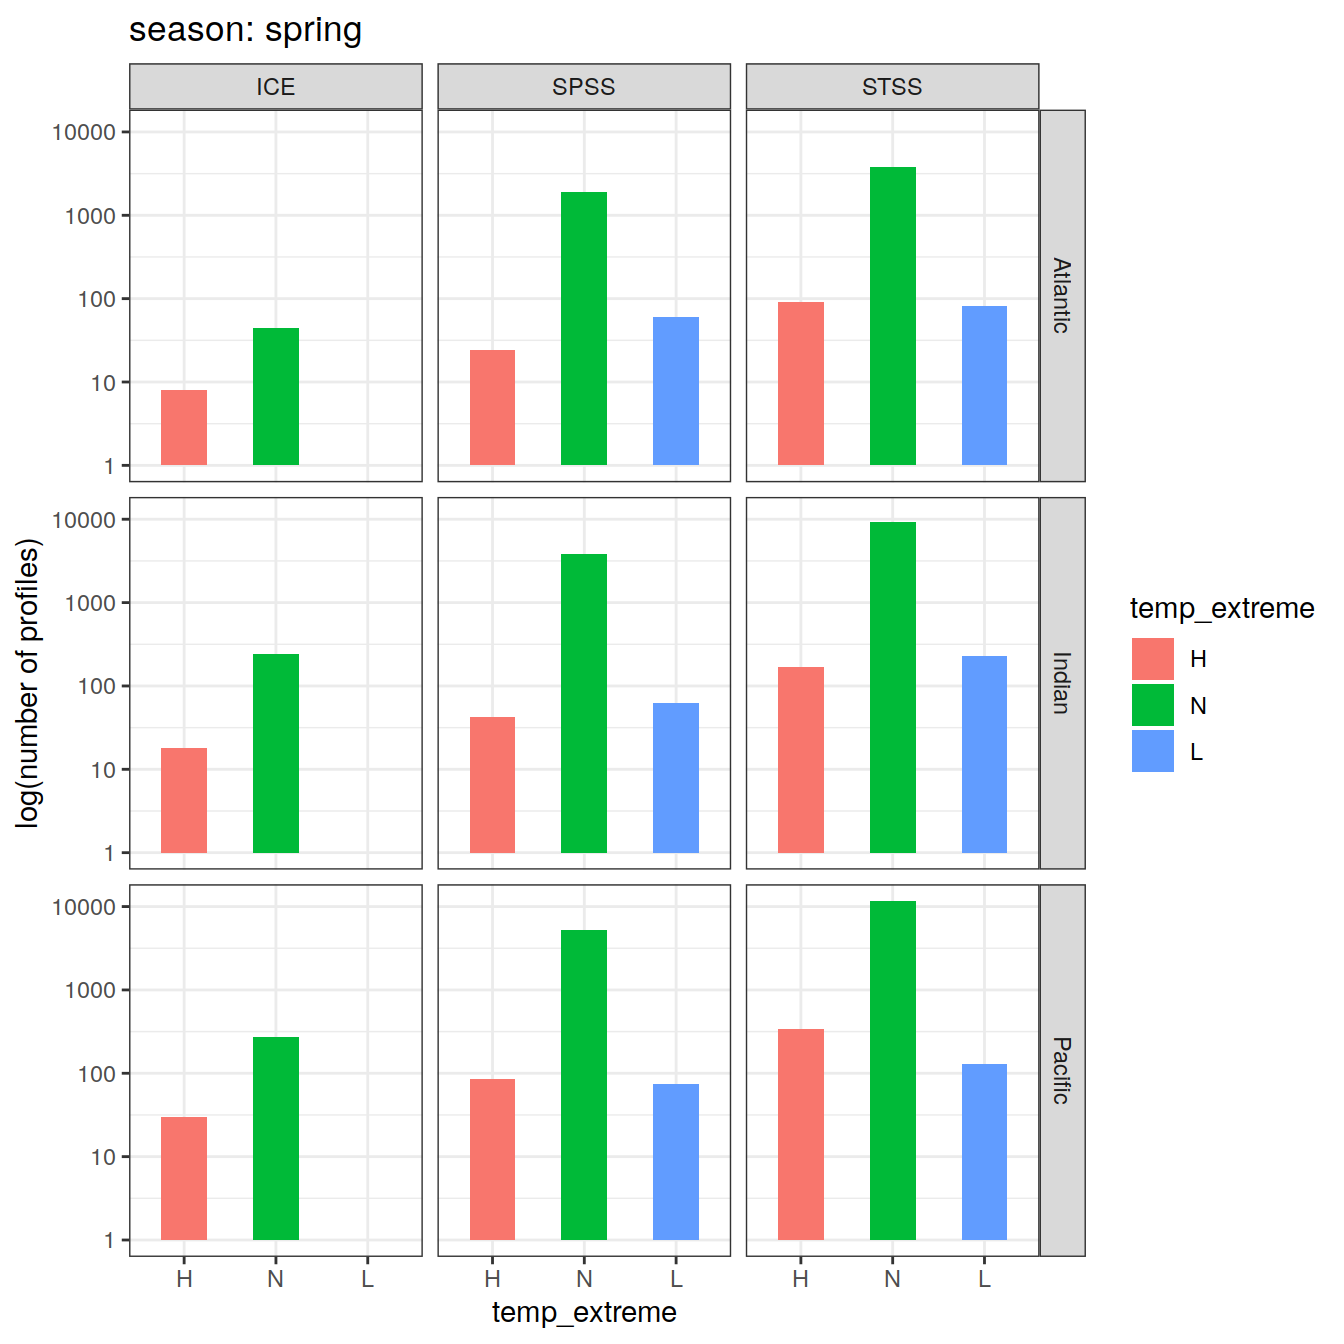 season: spring
ICE SPSS STSS
10000
1000
100
10
1
Atlantic
10000
1000
100
10
1
Indian
10000
1000
100
10
1
Pacific
log(number of profiles)
H N L H N L H N L
temp_extreme
temp_extreme
H
N
L